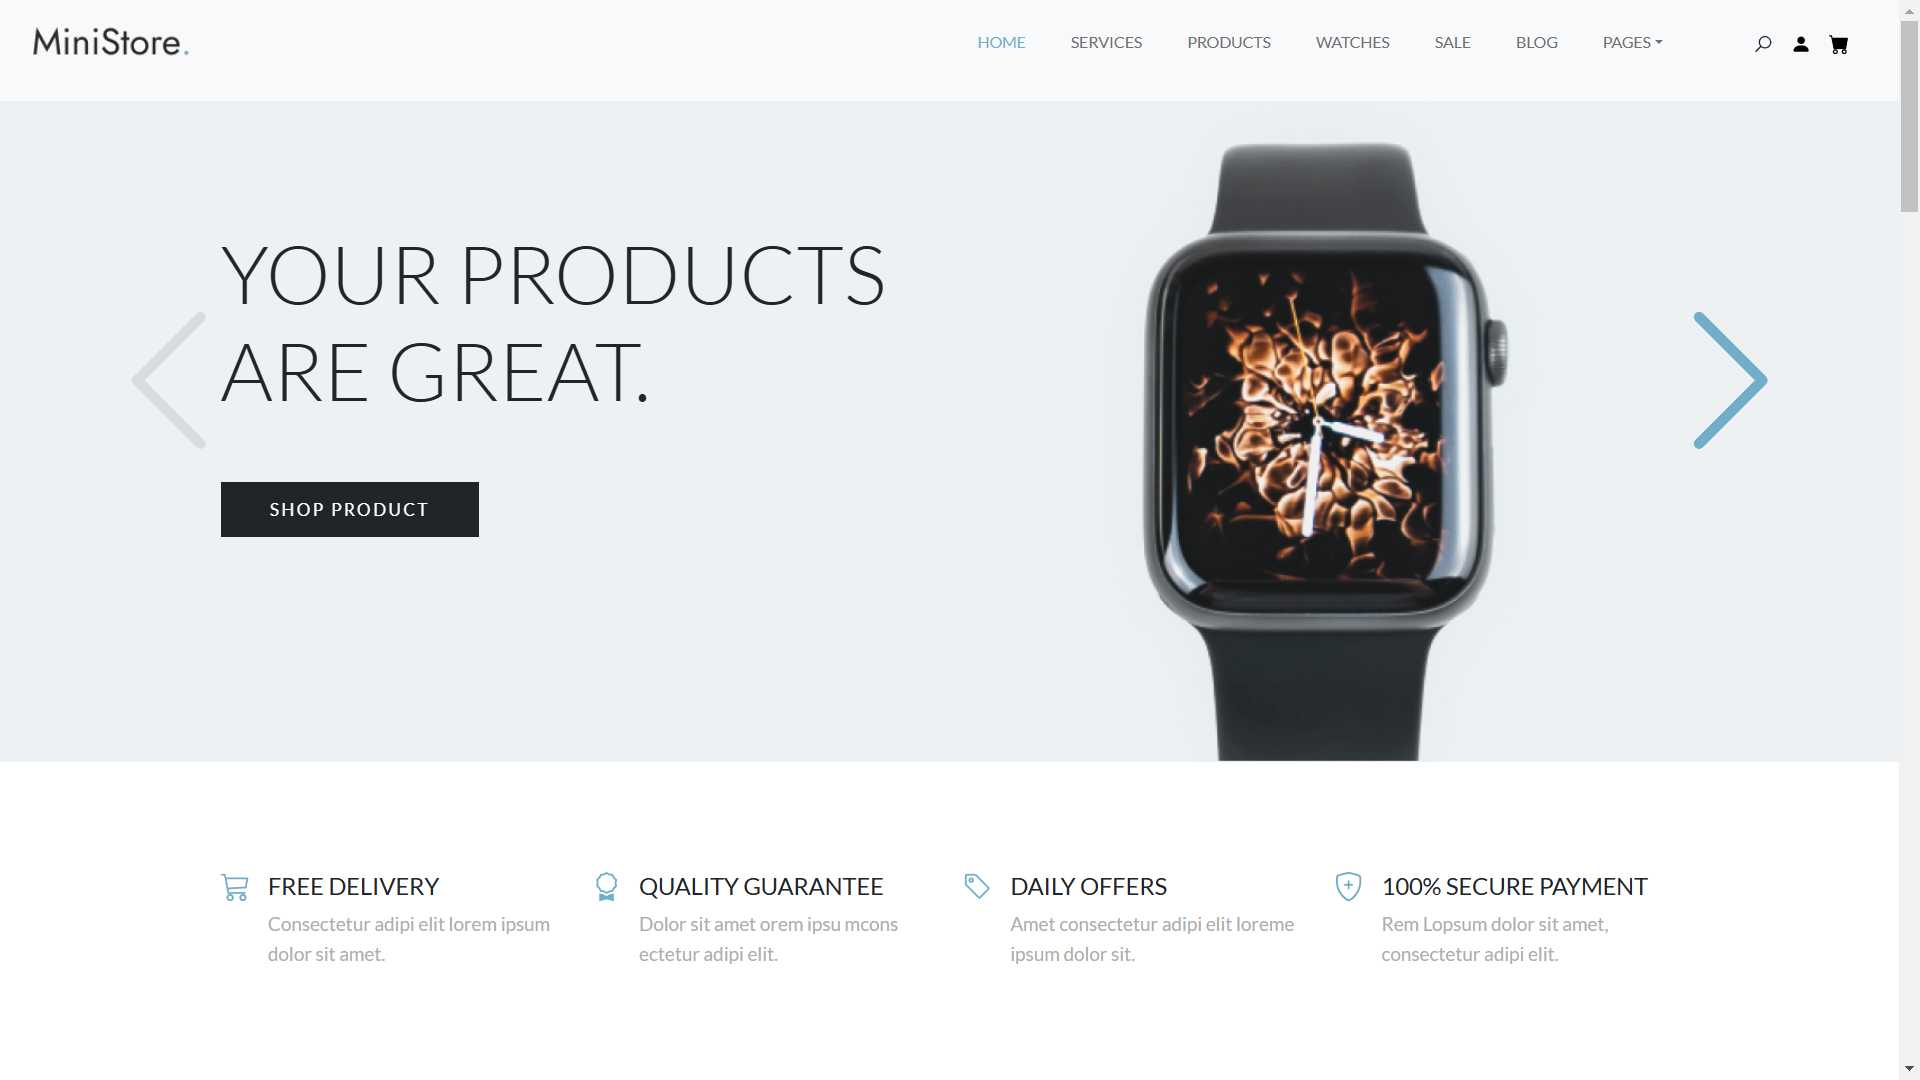 MiniStore.
HOME
SERVICES
PRODUCTS
WATCHES
SALE
BLOG
PAGES
YOUR PRODUCTS
ARE GREAT.
SHOP PRODUCT
FREE DELIVERY
Consectetur adipi elit lorem ipsum
dolor sit amet.
QUALITY GUARANTEE
Dolor sit amet orem ipsu mcons
ectetur adipi elit.
DAILY OFFERS
Amet consectetur adipi elit loreme
ipsum dolor sit.
100% SECURE PAYMENT
Rem Lopsum dolor sit amet,
consectetur adipi elit.